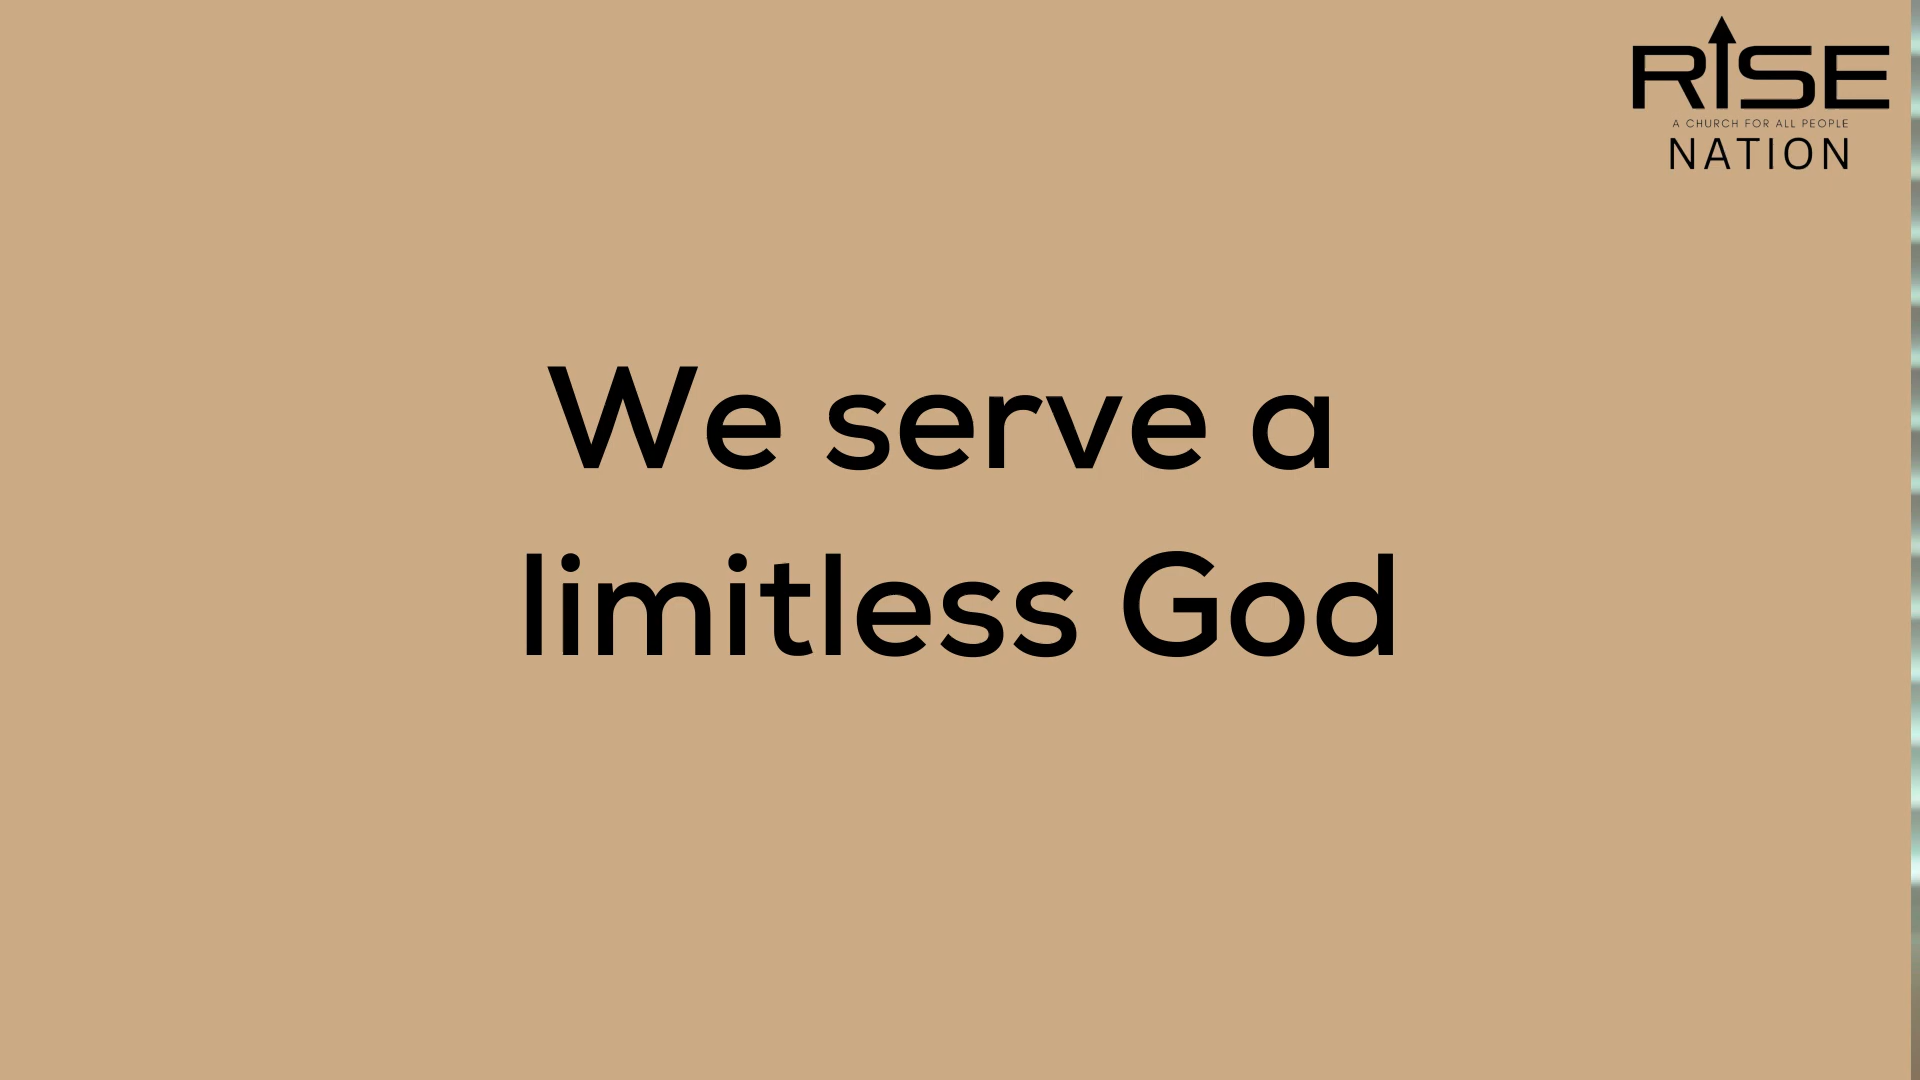 RISE
A CHURCH FOR ALL PEOPLE
NATION
We serve a
limitless God